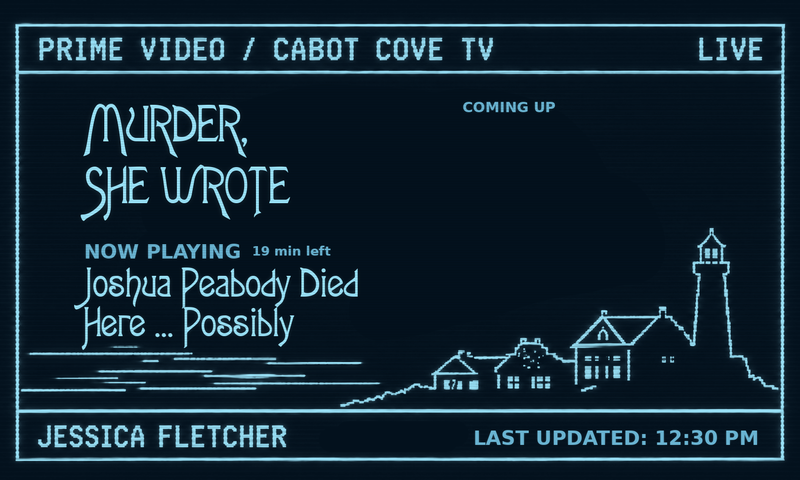 PRIME VIDEO / CABOT COVE TV
LIVE
MURDER,
SHE WROTE
COMING UP
NOW PLAYING 19 min left
Joshua Peabody Died
Here ... Possibly
JESSICA FLETCHER
LAST UPDATED: 12:30 PM